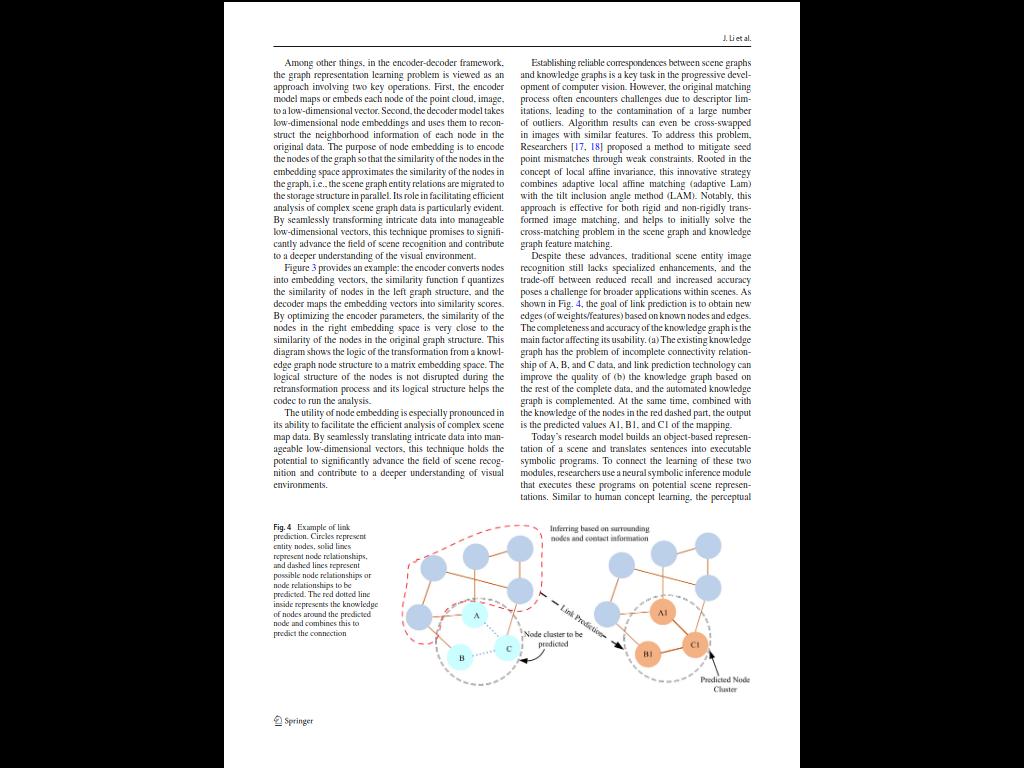 J. Li et al.
Among other things, in the encoder-decoder framework,
the graph representation learning problem is viewed as an
approach involving two key operations. First, the encoder
model maps or embeds each node of the point cloud, image,
to a low-dimensional vector. Second, the decoder model takes
low-dimensional node embeddings and uses them to recon-
struct the neighborhood information of each node in the
original data. The purpose of node embedding is to encode
the nodes of the graph so that the similarity of the nodes in the
embedding space approximates the similarity of the nodes in
the graph, i.e., the scene graph entity relations are migrated to
the storage structure in parallel. Its role in facilitating efficient
analysis of complex scene graph data is particularly evident.
By seamlessly transforming intricate data into manageable
low-dimensional vectors, this technique promises to signifi-
cantly advance the field of scene recognition and contribute
to a deeper understanding of the visual environment.
Figure 3 provides an example: the encoder converts nodes
into embedding vectors, the similarity function f quantizes
the similarity of nodes in the left graph structure, and the
decoder maps the embedding vectors into similarity scores.
By optimizing the encoder parameters, the similarity of the
nodes in the right embedding space is very close to the
similarity of the nodes in the original graph structure. This
diagram shows the logic of the transformation from a knowl-
edge graph node structure to a matrix embedding space. The
logical structure of the nodes is not disrupted during the
retransformation process and its logical structure helps the
codec to run the analysis.
The utility of node embedding is especially pronounced in
its ability to facilitate the efficient analysis of complex scene
map data. By seamlessly translating intricate data into man-
ageable low-dimensional vectors, this technique holds the
potential to significantly advance the field of scene recog-
nition and contribute to a deeper understanding of visual
environments.
Establishing reliable correspondences between scene graphs
and knowledge graphs is a key task in the progressive devel-
opment of computer vision. However, the original matching
process often encounters challenges due to descriptor lim-
itations, leading to the contamination of a large number
of outliers. Algorithm results can even be cross-swapped
in images with similar features. To address this problem,
Researchers [17, 18] proposed a method to mitigate seed
point mismatches through weak constraints. Rooted in the
concept of local affine invariance, this innovative strategy
combines adaptive local affine matching (adaptive Lam)
with the tilt inclusion angle method (LAM). Notably, this
approach is effective for both rigid and non-rigidly trans-
formed image matching, and helps to initially solve the
cross-matching problem in the scene graph and knowledge
graph feature matching.
Despite these advances, traditional scene entity image
recognition still lacks specialized enhancements, and the
trade-off between reduced recall and increased accuracy
poses a challenge for broader applications within scenes. As
shown in Fig. 4, the goal of link prediction is to obtain new
edges (of weights/features) based on known nodes and edges.
The completeness and accuracy of the knowledge graph is the
main factor affecting its usability. (a) The existing knowledge
graph has the problem of incomplete connectivity relation-
ship of A, B, and C data, and link prediction technology can
improve the quality of (b) the knowledge graph based on
the rest of the complete data, and the automated knowledge
graph is complemented. At the same time, combined with
the knowledge of the nodes in the red dashed part, the output
is the predicted values A1, B1, and C1 of the mapping.
Today's research model builds an object-based represen-
tation of a scene and translates sentences into executable
symbolic programs. To connect the learning of these two
modules, researchers use a neural symbolic inference module
that executes these programs on potential scene represen-
tations. Similar to human concept learning, the perceptual
Fig. 4 Example of link
prediction. Circles represent
entity nodes, solid lines
represent node relationships,
and dashed lines represent
possible node relationships or
node relationships to be
predicted. The red dotted line
inside represents the knowledge
of nodes around the predicted
node and combines this to
predict the connection
Inferring based on surrounding
nodes and contact information
A
B
C
Node cluster to be
predicted
Link Prediction
A1
B1
C1
Predicted Node
Cluster
Springer